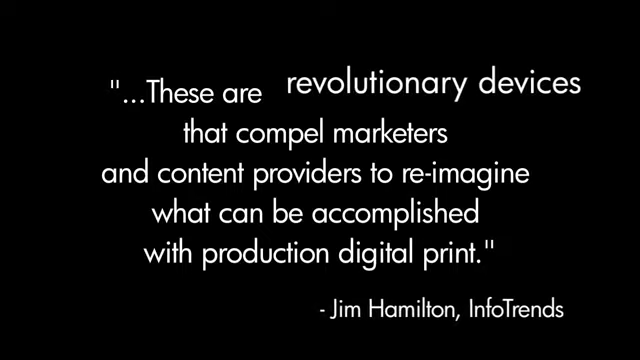 "...These are revolutionary devices
that compel marketers
and content providers to re-imagine
what can be accomplished
with production digital print."
- Jim Hamilton, InfoTrends